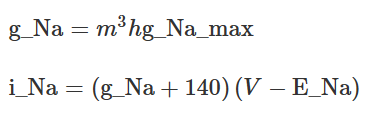 g_Na = m³hg_Na_max
i_Na = (g_Na + 140) (V − E_Na)